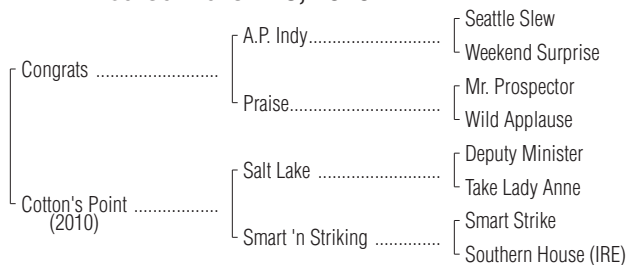 Seattle Slew
A.P. Indy........................................
Weekend Surprise
Congrats .....................................
Mr. Prospector
Praise.............................................
Wild Applause
Deputy Minister
Salt Lake .....................................
Take Lady Anne
Cotton's Point .........................
(2010)
Smart Strike
Smart 'n Striking ....................
Southern House (IRE)